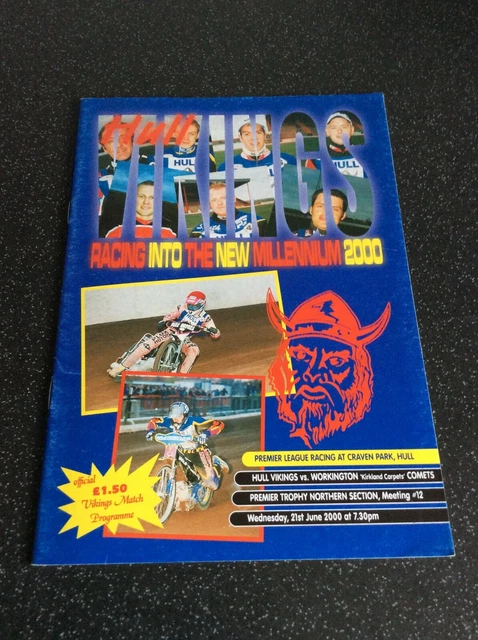 Hull
VIKINGS
HULL
HULL
RACING INTO THE NEW MILLENNIUM 2000
PREMIER LEAGUE RACING AT CRAVEN PARK, HULL
HULL VIKINGS vs. WORKINGTON 'Kirkland Carpets' COMETS
PREMIER TROPHY NORTHERN SECTION, Meeting #12
Wednesday, 21st June 2000 at 7.30pm
official
£1.50
Vikings Match
Programme